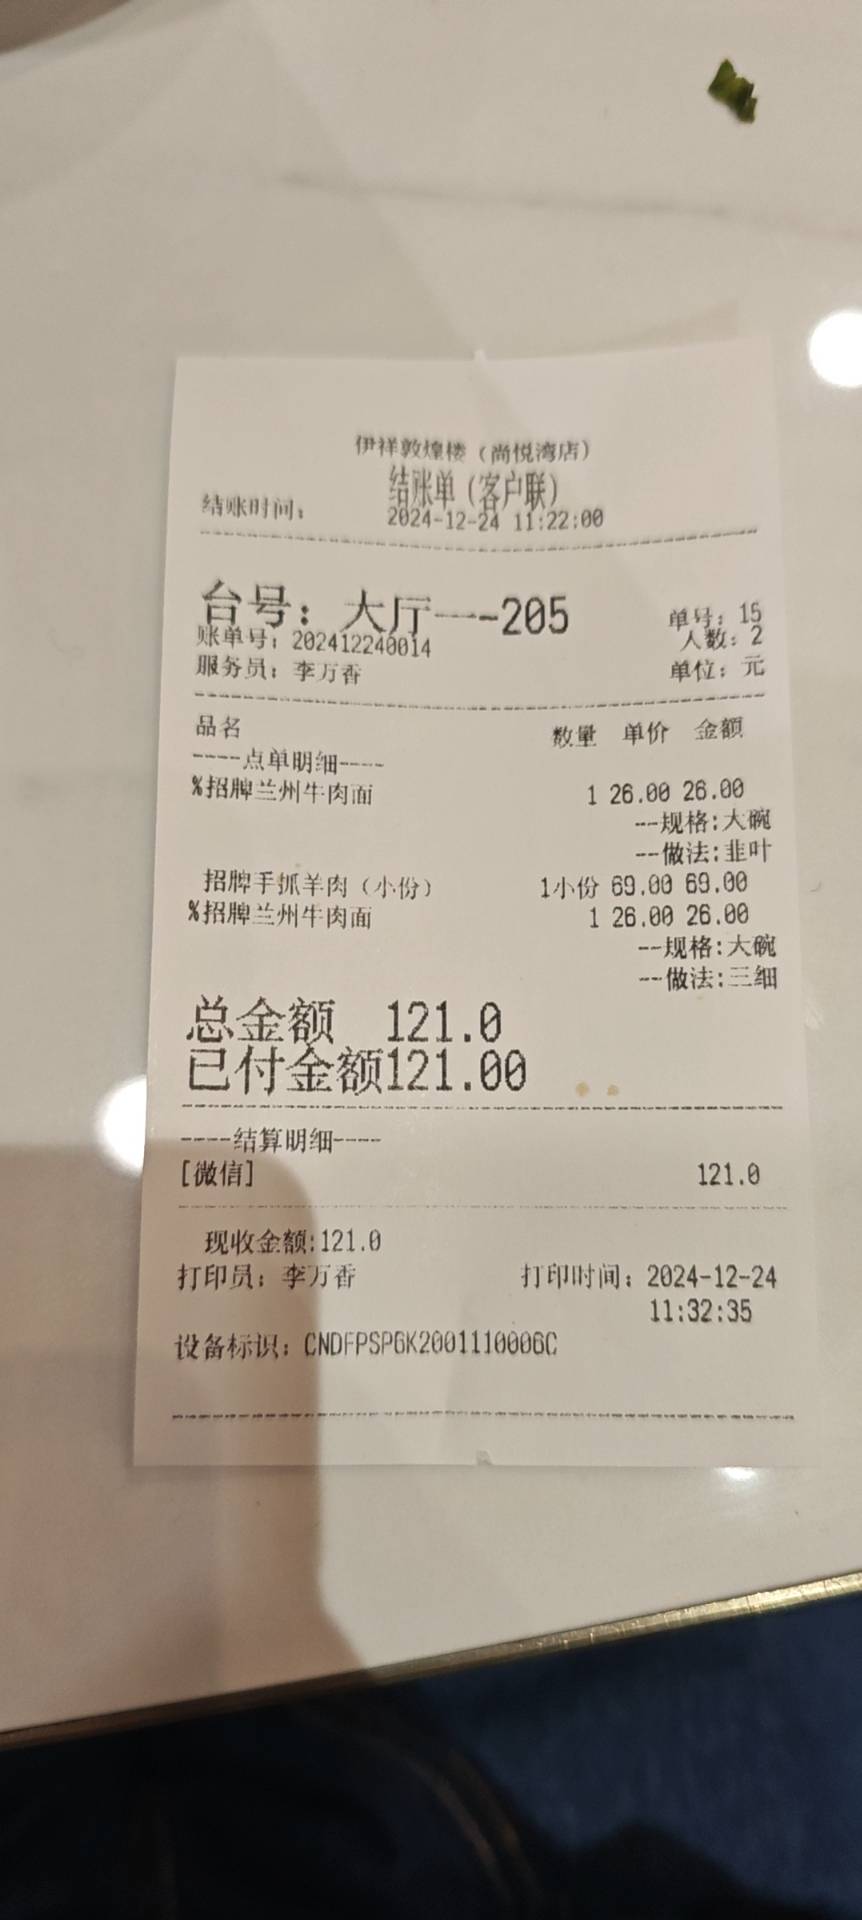 伊祥敦煌楼（尚悦湾店）
结账单（客户联）
结账时间： 2024-12-24 11:22:00
台号：大厅---205
单号：15
账单号：202412240014 人数：2
服务员：李万香 单位：元
品名 数量 单价 金额
----点单明细----
%招牌兰州牛肉面 1 26.00 26.00
--规格:大碗
--做法:韭叶
招牌手抓羊肉（小份） 1小份 69.00 69.00
%招牌兰州牛肉面 1 26.00 26.00
--规格:大碗
--做法:三细
总金额 121.0
已付金额121.00
----结算明细----
[微信] 121.0
现收金额:121.0
打印员：李万香 打印时间：2024-12-24
11:32:35
设备标识：CNDFPSP6K2001110006C